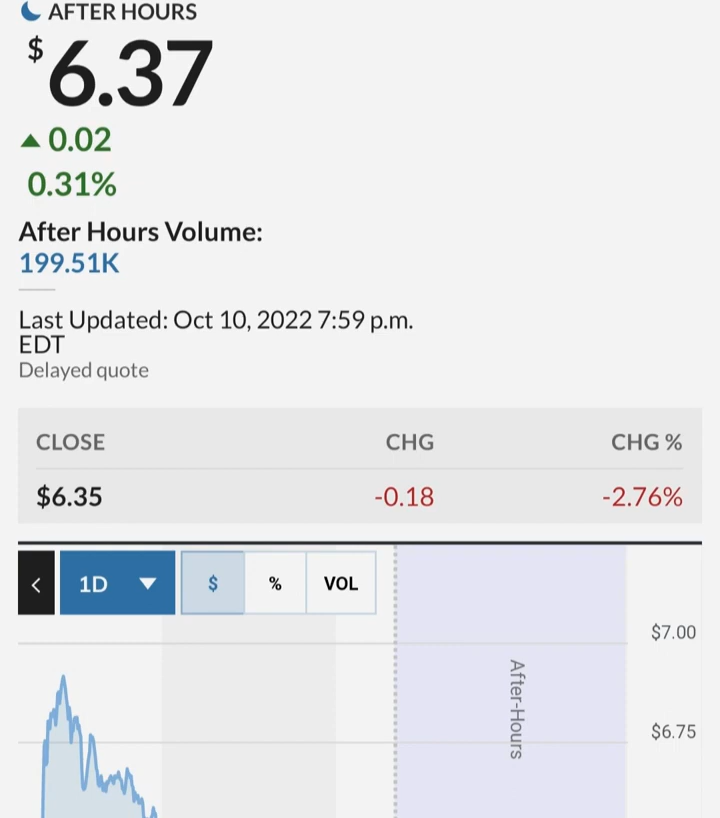 AFTER HOURS
$6.37
0.02
0.31%
After Hours Volume:
199.51K
Last Updated: Oct 10, 2022 7:59 p.m.
EDT
Delayed quote
CLOSE CHG CHG %
$6.35 -0.18 -2.76%
1D $ % VOL
$7.00
After-Hours
$6.75